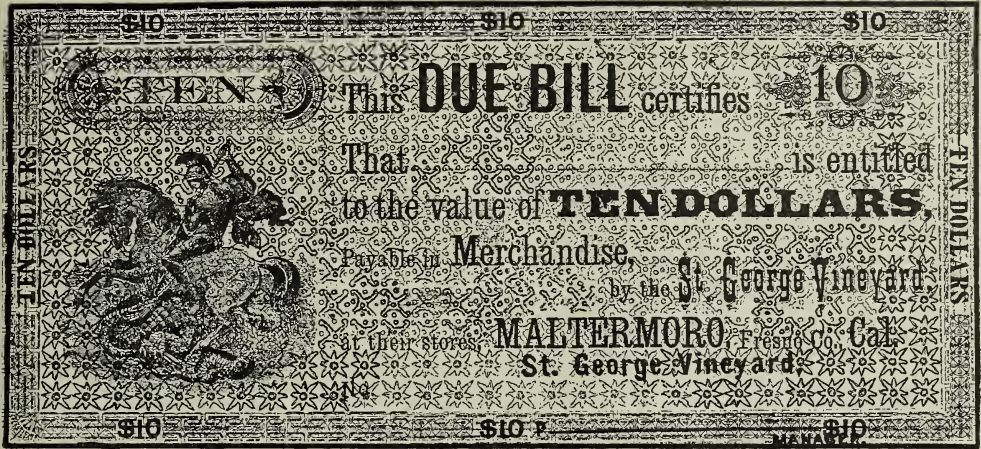 $10 $10 $10
TEN
10
This DUE BILL certifies
That is entitled
to the value of TEN DOLLARS,
Payable in Merchandise,
by the St. George Vineyard,
at their stores, MALTERMORO, Fresno Co., Cal.
St. George Vineyard.
No
TEN DOLLARS
TEN DOLLARS
$10 $10 P $10
MANAGER